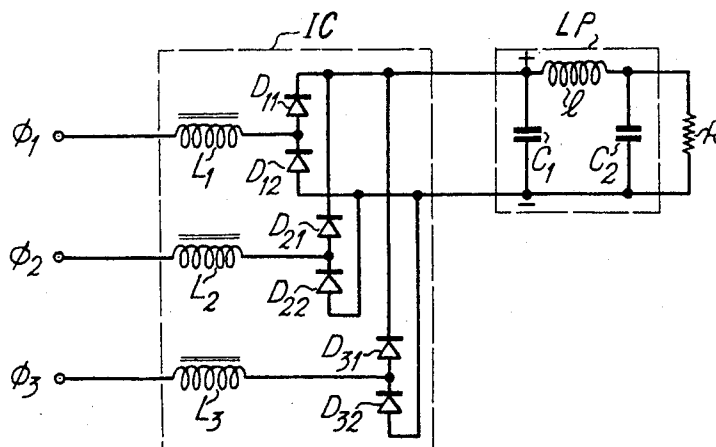 IC
LP
D11
+
ϕ1
L1
D12
C1
ℓ
C2
R
−
D21
ϕ2
L2
D22
D31
ϕ3
L3
D32